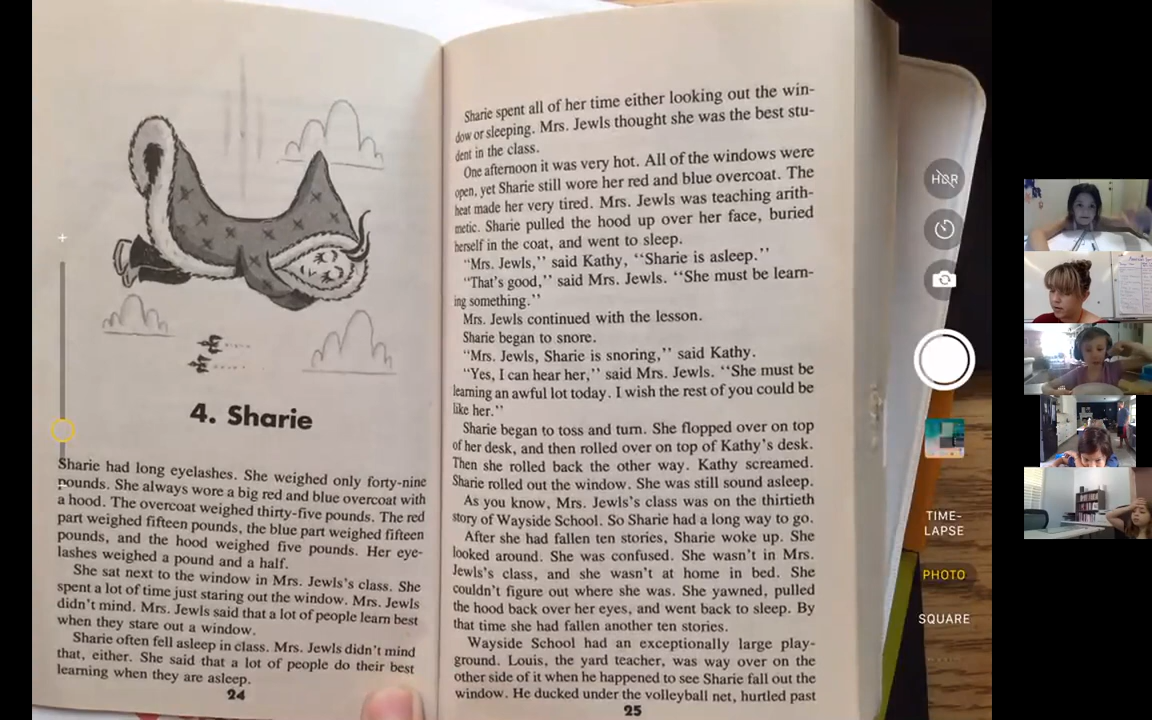 4. Sharie
Sharie had long eyelashes. She weighed only forty-nine
pounds. She always wore a big red and blue overcoat with
a hood. The overcoat weighed thirty-five pounds. The red
part weighed fifteen pounds, the blue part weighed fifteen
pounds, and the hood weighed five pounds. Her eye-
lashes weighed a pound and a half.
She sat next to the window in Mrs. Jewls's class. She
spent a lot of time just staring out the window. Mrs. Jewls
didn't mind. Mrs. Jewls said that a lot of people learn best
when they stare out a window.
Sharie often fell asleep in class. Mrs. Jewls didn't mind
that, either. She said that a lot of people do their best
learning when they are asleep.
24
Sharie spent all of her time either looking out the win-
dow or sleeping. Mrs. Jewls thought she was the best stu-
dent in the class.
One afternoon it was very hot. All of the windows were
open, yet Sharie still wore her red and blue overcoat. The
heat made her very tired. Mrs. Jewls was teaching arith-
metic. Sharie pulled the hood up over her face, buried
herself in the coat, and went to sleep.
"Mrs. Jewls," said Kathy, "Sharie is asleep."
"That's good," said Mrs. Jewls. "She must be learn-
ing something."
Mrs. Jewls continued with the lesson.
Sharie began to snore.
"Mrs. Jewls, Sharie is snoring," said Kathy.
"Yes, I can hear her," said Mrs. Jewls. "She must be
learning an awful lot today. I wish the rest of you could be
like her."
Sharie began to toss and turn. She flopped over on top
of her desk, and then rolled over on top of Kathy's desk.
Then she rolled back the other way. Kathy screamed.
Sharie rolled out the window. She was still sound asleep.
As you know, Mrs. Jewls's class was on the thirtieth
story of Wayside School. So Sharie had a long way to go.
After she had fallen ten stories, Sharie woke up. She
looked around. She was confused. She wasn't in Mrs.
Jewls's class, and she wasn't at home in bed. She
couldn't figure out where she was. She yawned, pulled
the hood back over her eyes, and went back to sleep. By
that time she had fallen another ten stories.
Wayside School had an exceptionally large play-
ground. Louis, the yard teacher, was way over on the
other side of it when he happened to see Sharie fall out the
window. He ducked under the volleyball net, hurtled past
25
HDR
TIME-
LAPSE
PHOTO
SQUARE